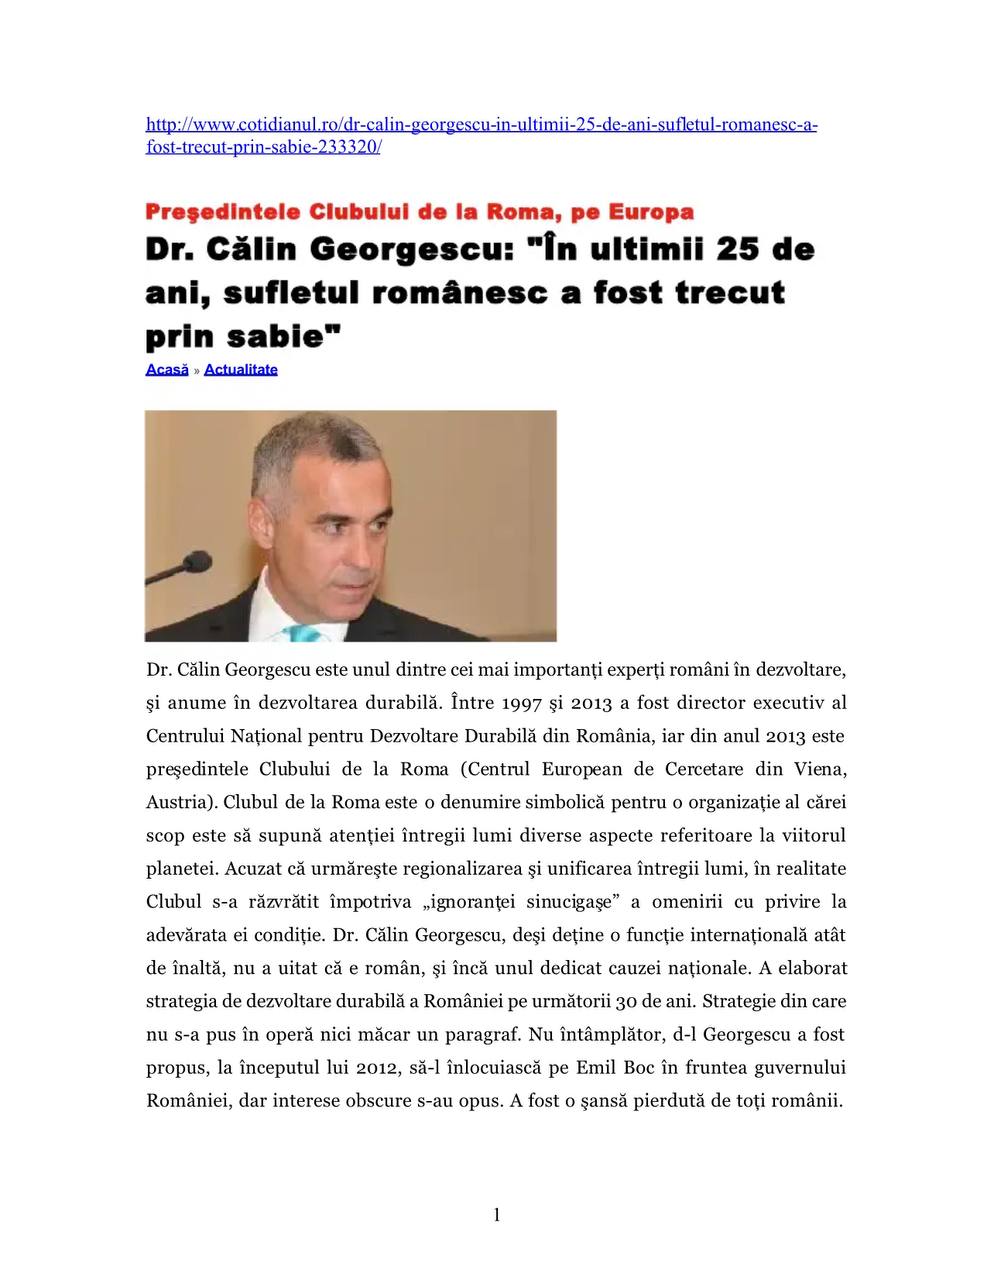 http://www.cotidianul.ro/dr-calin-georgescu-in-ultimii-25-de-ani-sufletul-romanesc-a-
fost-trecut-prin-sabie-233320/
Preşedintele Clubului de la Roma, pe Europa
Dr. Călin Georgescu: "În ultimii 25 de
ani, sufletul românesc a fost trecut
prin sabie"
Acasă » Actualitate
Dr. Călin Georgescu este unul dintre cei mai importanţi experţi români în dezvoltare,
şi anume în dezvoltarea durabilă. Între 1997 şi 2013 a fost director executiv al
Centrului Naţional pentru Dezvoltare Durabilă din România, iar din anul 2013 este
preşedintele Clubului de la Roma (Centrul European de Cercetare din Viena,
Austria). Clubul de la Roma este o denumire simbolică pentru o organizaţie al cărei
scop este să supună atenţiei întregii lumi diverse aspecte referitoare la viitorul
planetei. Acuzat că urmăreşte regionalizarea şi unificarea întregii lumi, în realitate
Clubul s-a răzvrătit împotriva „ignoranţei sinucigaşe” a omenirii cu privire la
adevărata ei condiţie. Dr. Călin Georgescu, deşi deţine o funcţie internaţională atât
de înaltă, nu a uitat că e român, şi încă unul dedicat cauzei naţionale. A elaborat
strategia de dezvoltare durabilă a României pe următorii 30 de ani. Strategie din care
nu s-a pus în operă nici măcar un paragraf. Nu întâmplător, d-l Georgescu a fost
propus, la începutul lui 2012, să-l înlocuiască pe Emil Boc în fruntea guvernului
României, dar interese obscure s-au opus. A fost o şansă pierdută de toţi românii.
1